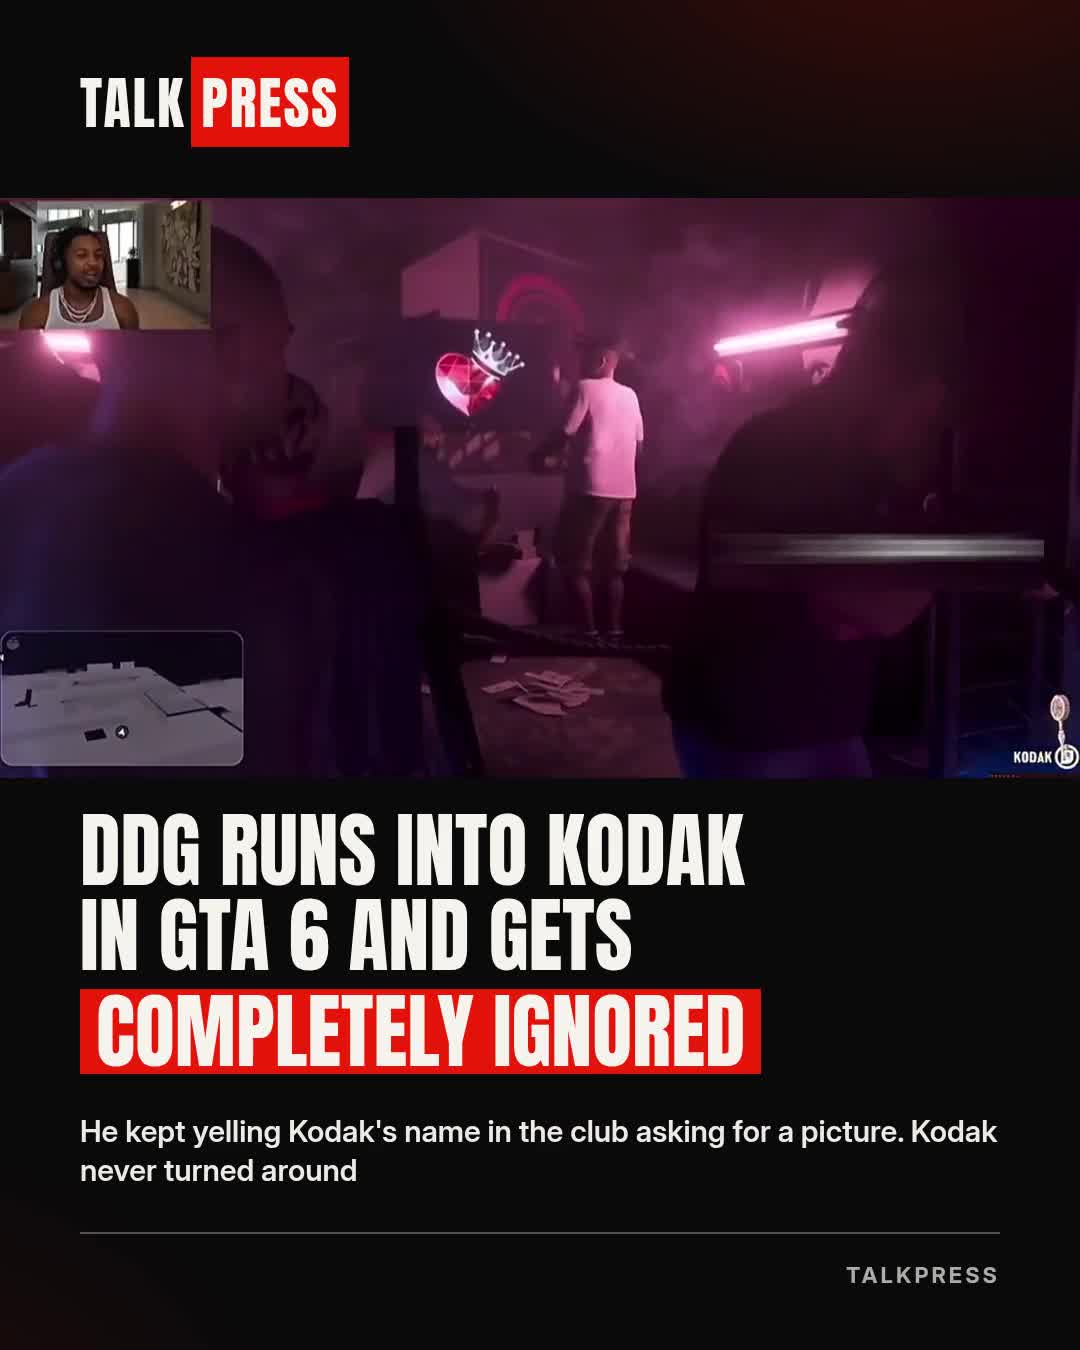 TALK PRESS
KODAK
DDG RUNS INTO KODAK
IN GTA 6 AND GETS
COMPLETELY IGNORED
He kept yelling Kodak's name in the club asking for a picture. Kodak
never turned around
TALKPRESS